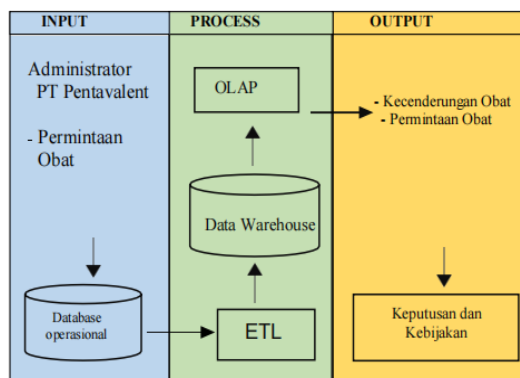 INPUT
Administrator
PT Pentavalent
- Permintaan
Obat
Database
operasional
PROCESS
OLAP
Data Warehouse
ETL
OUTPUT
- Kecenderungan Obat
- Permintaan Obat
Keputusan dan
Kebijakan